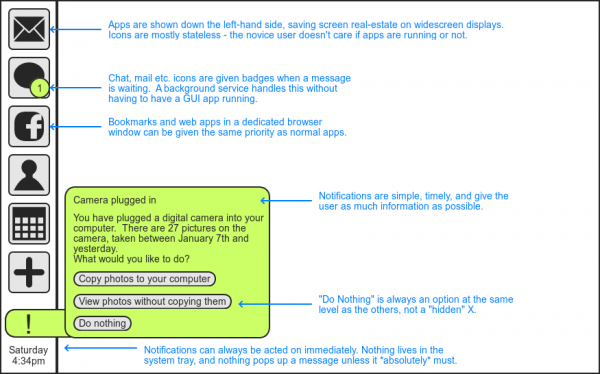 Apps are shown down the left-hand side, saving screen real-estate on widescreen displays.
Icons are mostly stateless - the novice user doesn't care if apps are running or not.
Chat, mail etc. icons are given badges when a message
is waiting. A background service handles this without
having to have a GUI app running.
1
Bookmarks and web apps in a dedicated browser
window can be given the same priority as normal apps.
f
Camera plugged in
You have plugged a digital camera into your
computer. There are 27 pictures on the
camera, taken between January 7th and
yesterday.
What would you like to do?
Copy photos to your computer
View photos without copying them
Do nothing
Notifications are simple, timely, and give the
user as much information as possible.
"Do Nothing" is always an option at the same
level as the others, not a "hidden" X.
!
Saturday
4:34pm
Notifications can always be acted on immediately. Nothing lives in the
system tray, and nothing pops up a message unless it *absolutely* must.